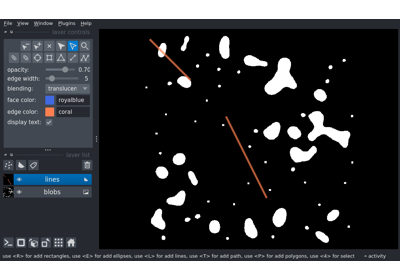 File View Window Plugins Help
layer controls
opacity: 0.70
edge width: 5
blending: translucen
face color: royalblue
edge color: coral
display text:
layer list
lines
blobs
use <R> for add rectangles, use <E> for add ellipses, use <L> for add lines, use <T> for add path, use <P> for add polygons, use <4> for select activity